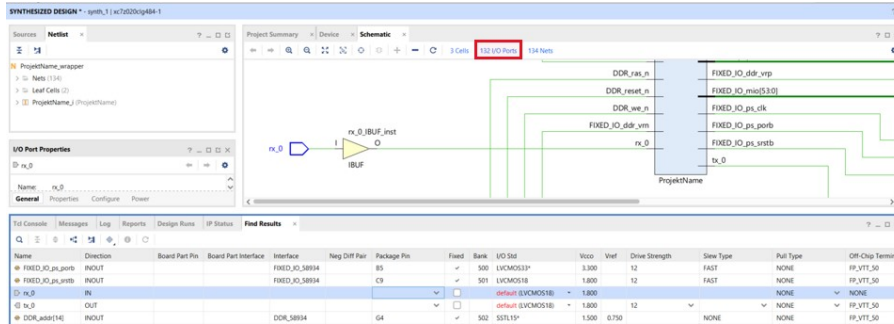 SYNTHESIZED DESIGN * - synth_1 | xc7z020clg484-1
Sources Netlist
ProjektName_wrapper
Nets (134)
Leaf Cells (2)
ProjektName_i (ProjektName)
I/O Port Properties
rx_0
Name: rx_0
General Properties Configure Power
Project Summary Device Schematic
3 Cells 132 I/O Ports 134 Nets
DDR_ras_n
DDR_reset_n
DDR_we_n
FIXED_IO_ddr_vrn
rx_0
FIXED_IO_ddr_vrp
FIXED_IO_mio[53:0]
FIXED_IO_ps_clk
FIXED_IO_ps_porb
FIXED_IO_ps_srstb
tx_0
ProjektName
rx_0_IBUF_inst
rx_0
I O
IBUF
Tcl Console Messages Log Reports Design Runs IP Status Find Results
Name Direction Board Part Pin Board Part Interface Interface Neg Diff Pair Package Pin Fixed Bank I/O Std Vcco Vref Drive Strength Slew Type Pull Type Off-Chip Termin
FIXED_IO_ps_porb INOUT FIXED_IO_58934 B5 500 LVCMOS33* 3.300 12 FAST NONE FP_VTT_50
FIXED_IO_ps_srstb INOUT FIXED_IO_58934 C9 501 LVCMOS18 1.800 12 FAST NONE FP_VTT_50
rx_0 IN default (LVCMOS18) 1.800 NONE NONE
tx_0 OUT default (LVCMOS18) 1.800 12 NONE FP_VTT_50
DDR_addr[14] INOUT DDR_58934 G4 502 SSTL15* 1.500 0.750 NONE NONE FP_VTT_50